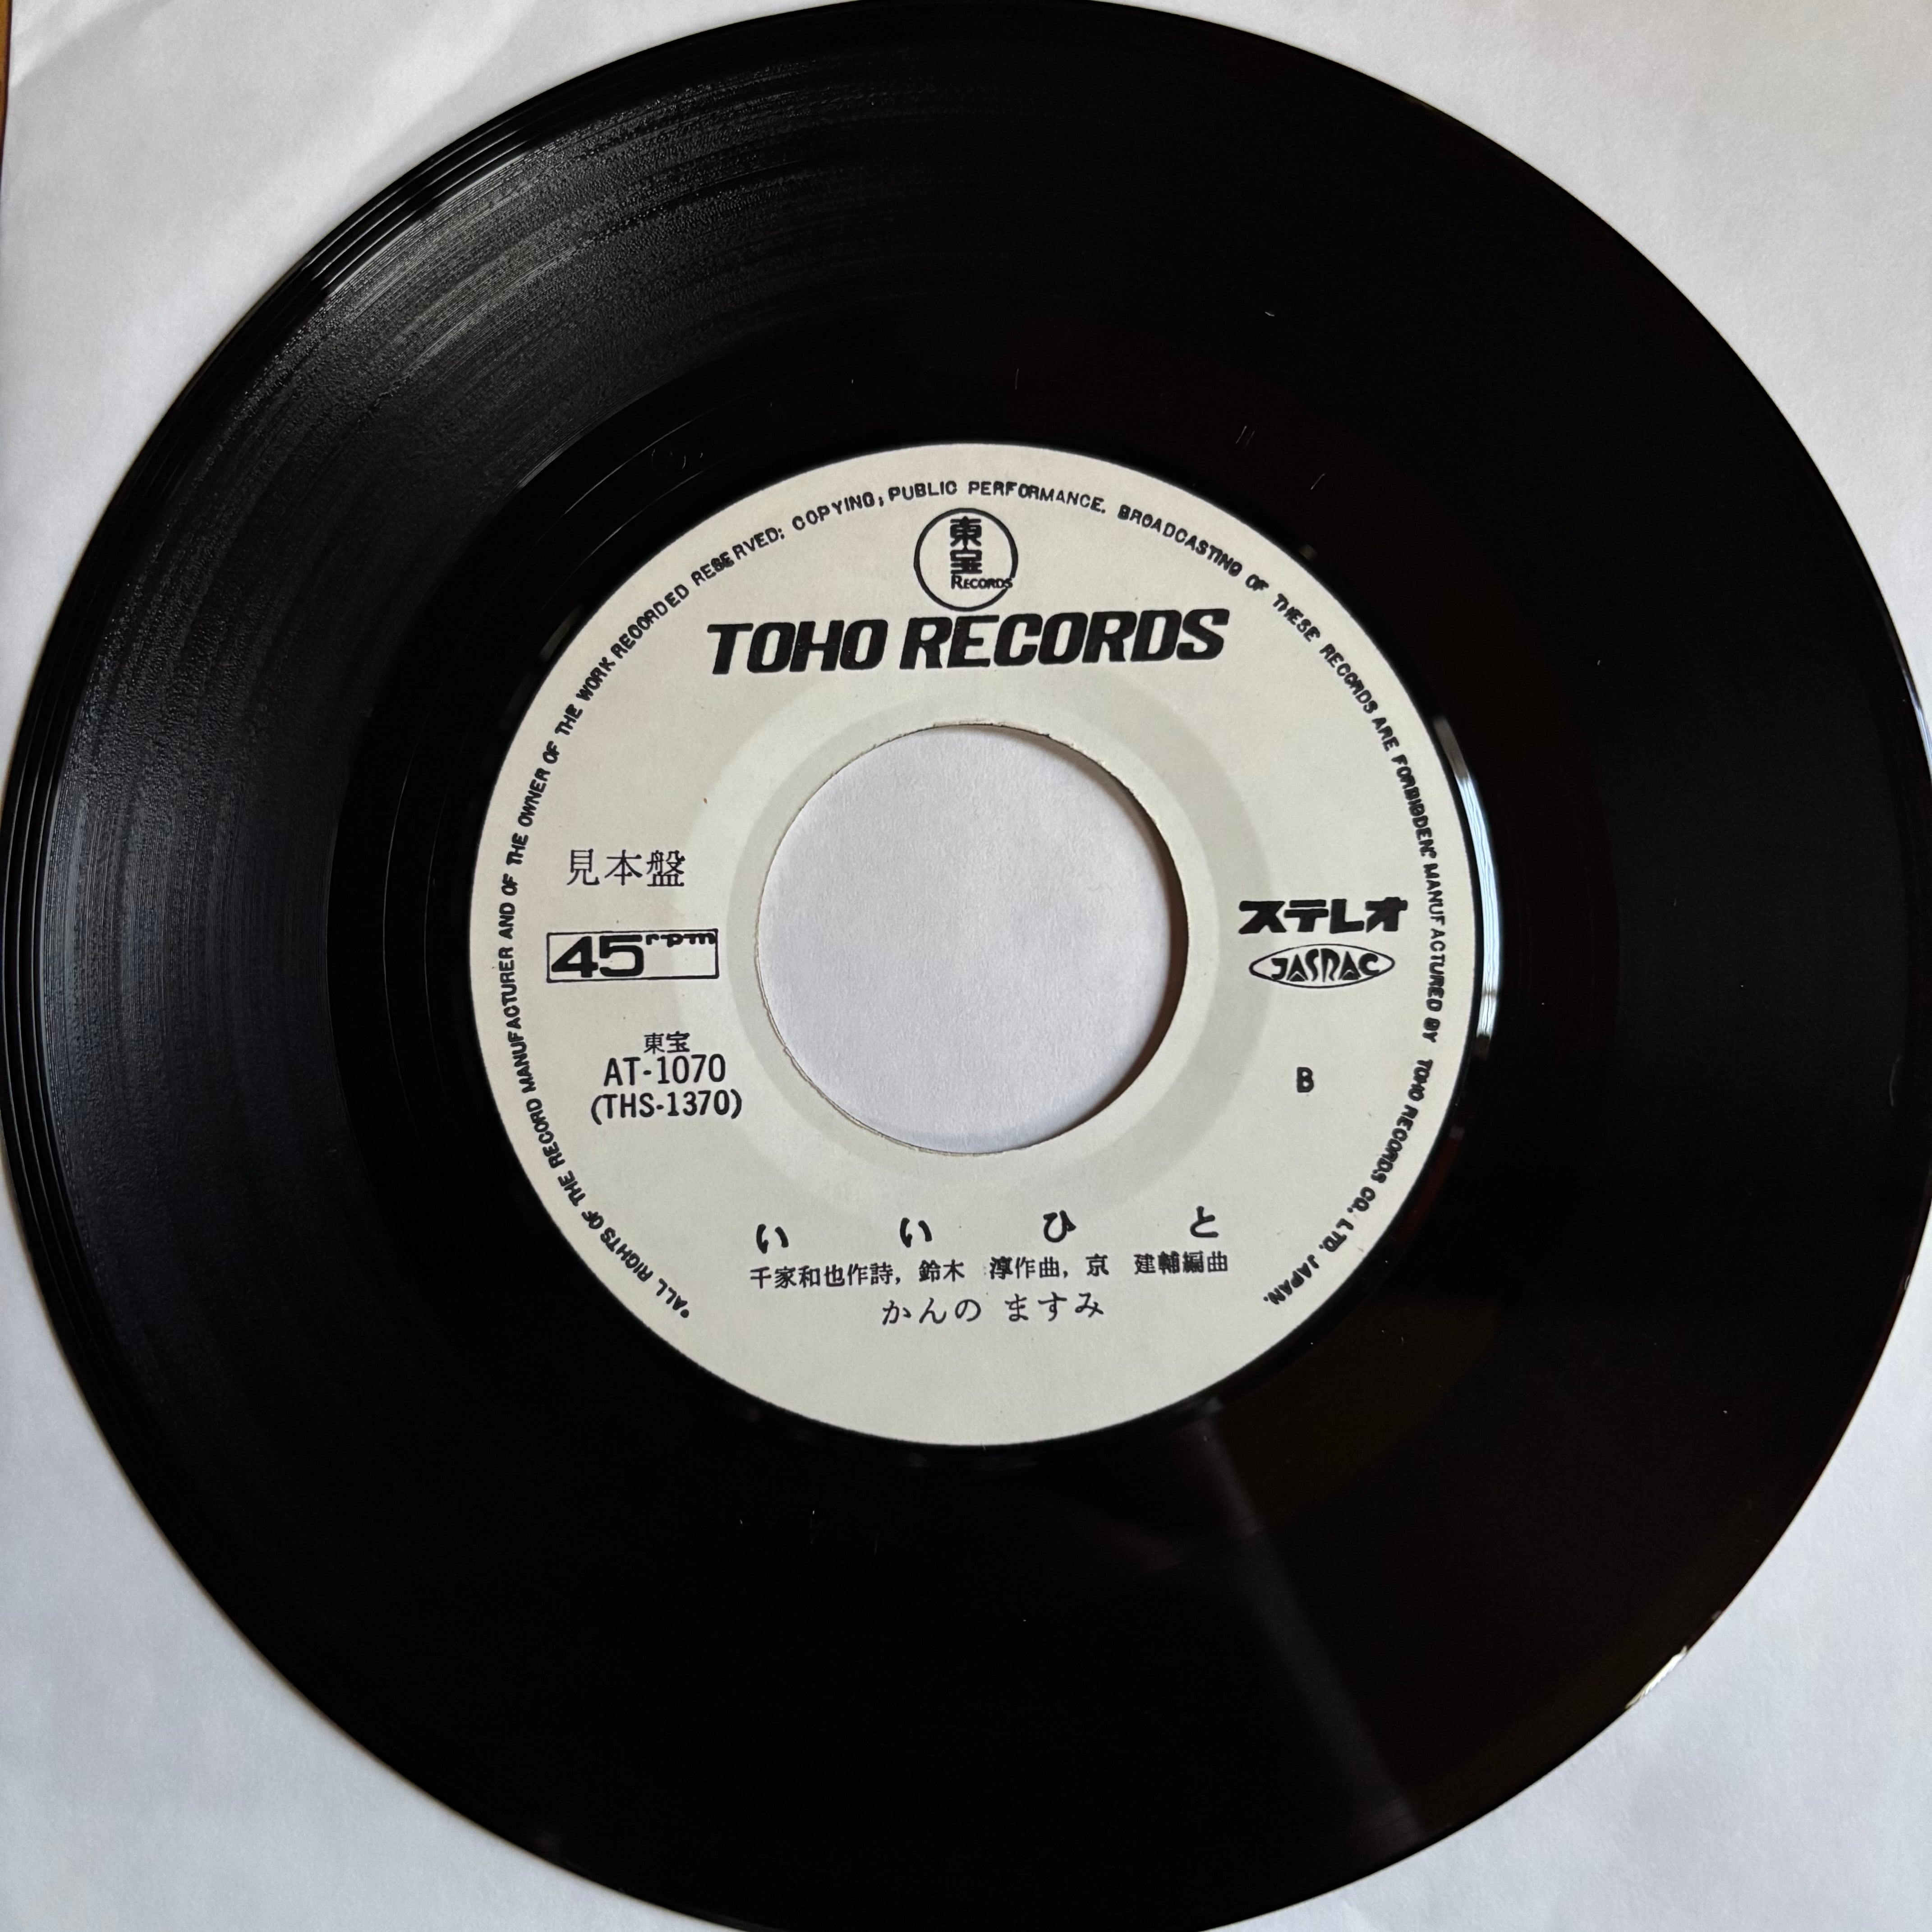 °ALL RIGHTS OF THE RECORD MANUFACTURER AND OF THE OWNER OF THE WORK RECORDED RESERVED; COPYING, PUBLIC PERFORMANCE. BROADCASTING OF THESE RECORDS ARE FORBIDDEN." MANUFACTURED BY TOHO RECORDS CO., LTD. JAPAN.
東宝
RECORDS
TOHO RECORDS
見本盤
45rpm
東宝
AT-1070
(THS-1370)
ステレオ
JASRAC
B
いいひと
千家和也作詩, 鈴木 淳作曲, 京 建輔編曲
かんの ますみ